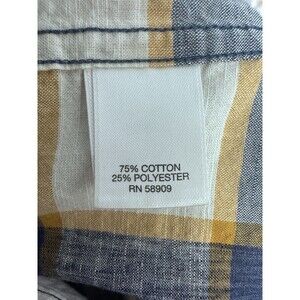 75% COTTON
25% POLYESTER
RN 58909